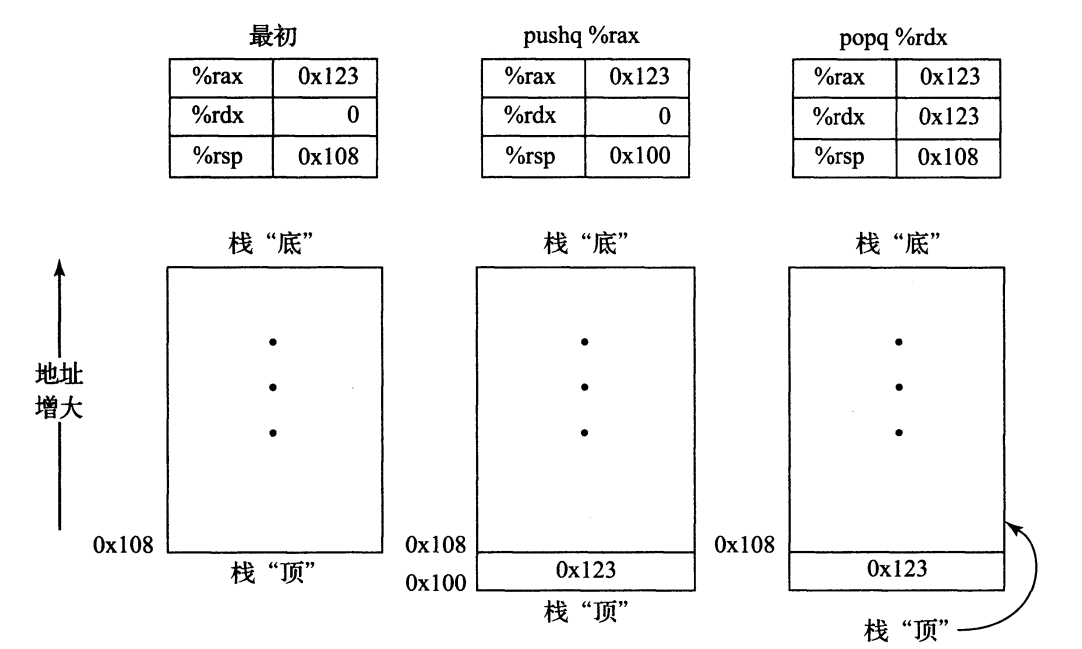 最初
%rax 0x123
%rdx 0
%rsp 0x108
pushq %rax
%rax 0x123
%rdx 0
%rsp 0x100
popq %rdx
%rax 0x123
%rdx 0x123
%rsp 0x108
地址
增大
栈“底”
0x108
栈“顶”
栈“底”
0x108
0x100
0x123
栈“顶”
栈“底”
0x108
0x123
栈“顶”